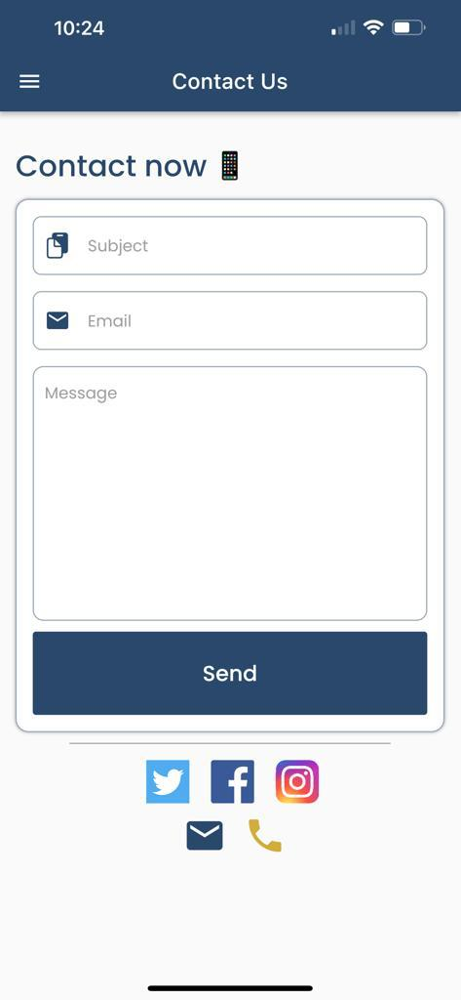 10:24
Contact Us
Contact now 📱
Subject
Email
Message
Send